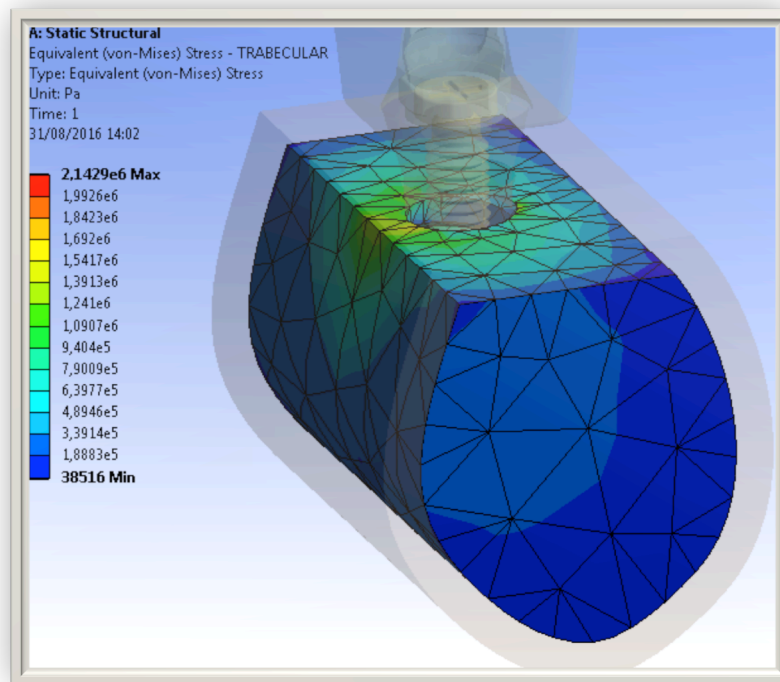 A: Static Structural
Equivalent (von-Mises) Stress - TRABECULAR
Type: Equivalent (von-Mises) Stress
Unit: Pa
Time: 1
31/08/2016 14:02
2,1429e6 Max
1,9926e6
1,8423e6
1,692e6
1,5417e6
1,3913e6
1,241e6
1,0907e6
9,404e5
7,9009e5
6,3977e5
4,8946e5
3,3914e5
1,8883e5
38516 Min